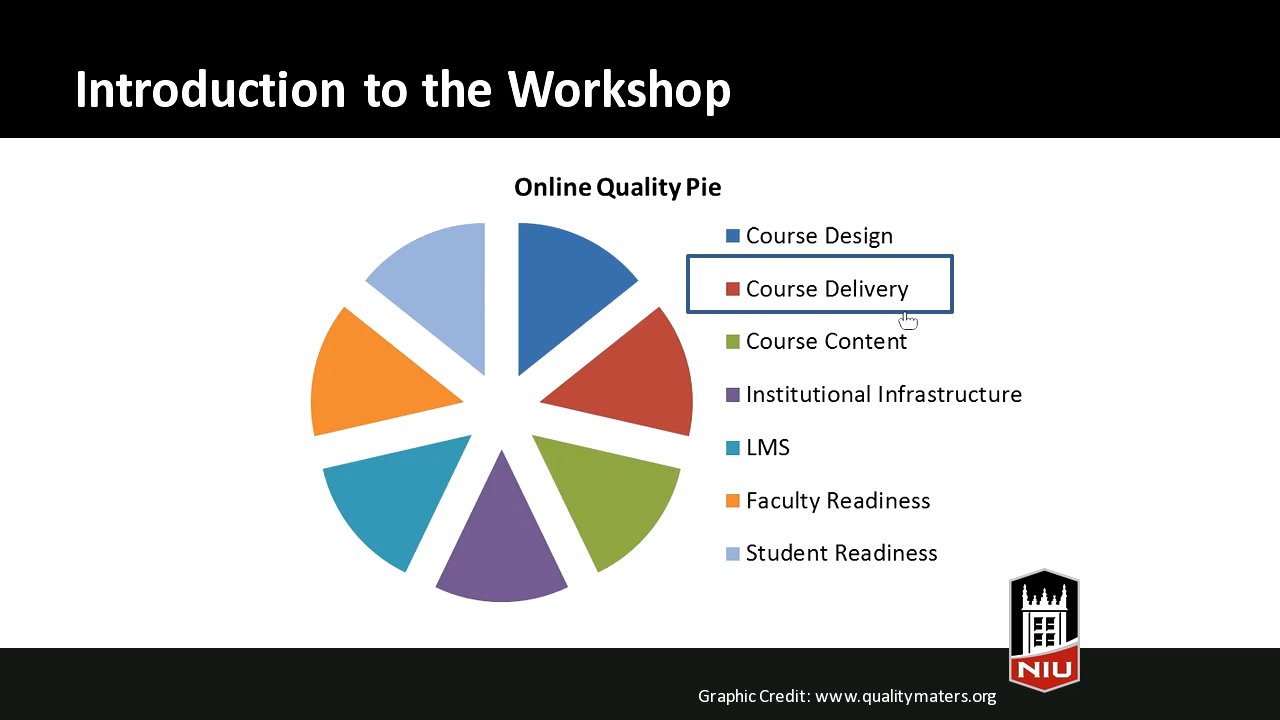 Introduction to the Workshop
Online Quality Pie
Course Design
Course Delivery
Course Content
Institutional Infrastructure
LMS
Faculty Readiness
Student Readiness
NIU
Graphic Credit: www.qualitymaters.org